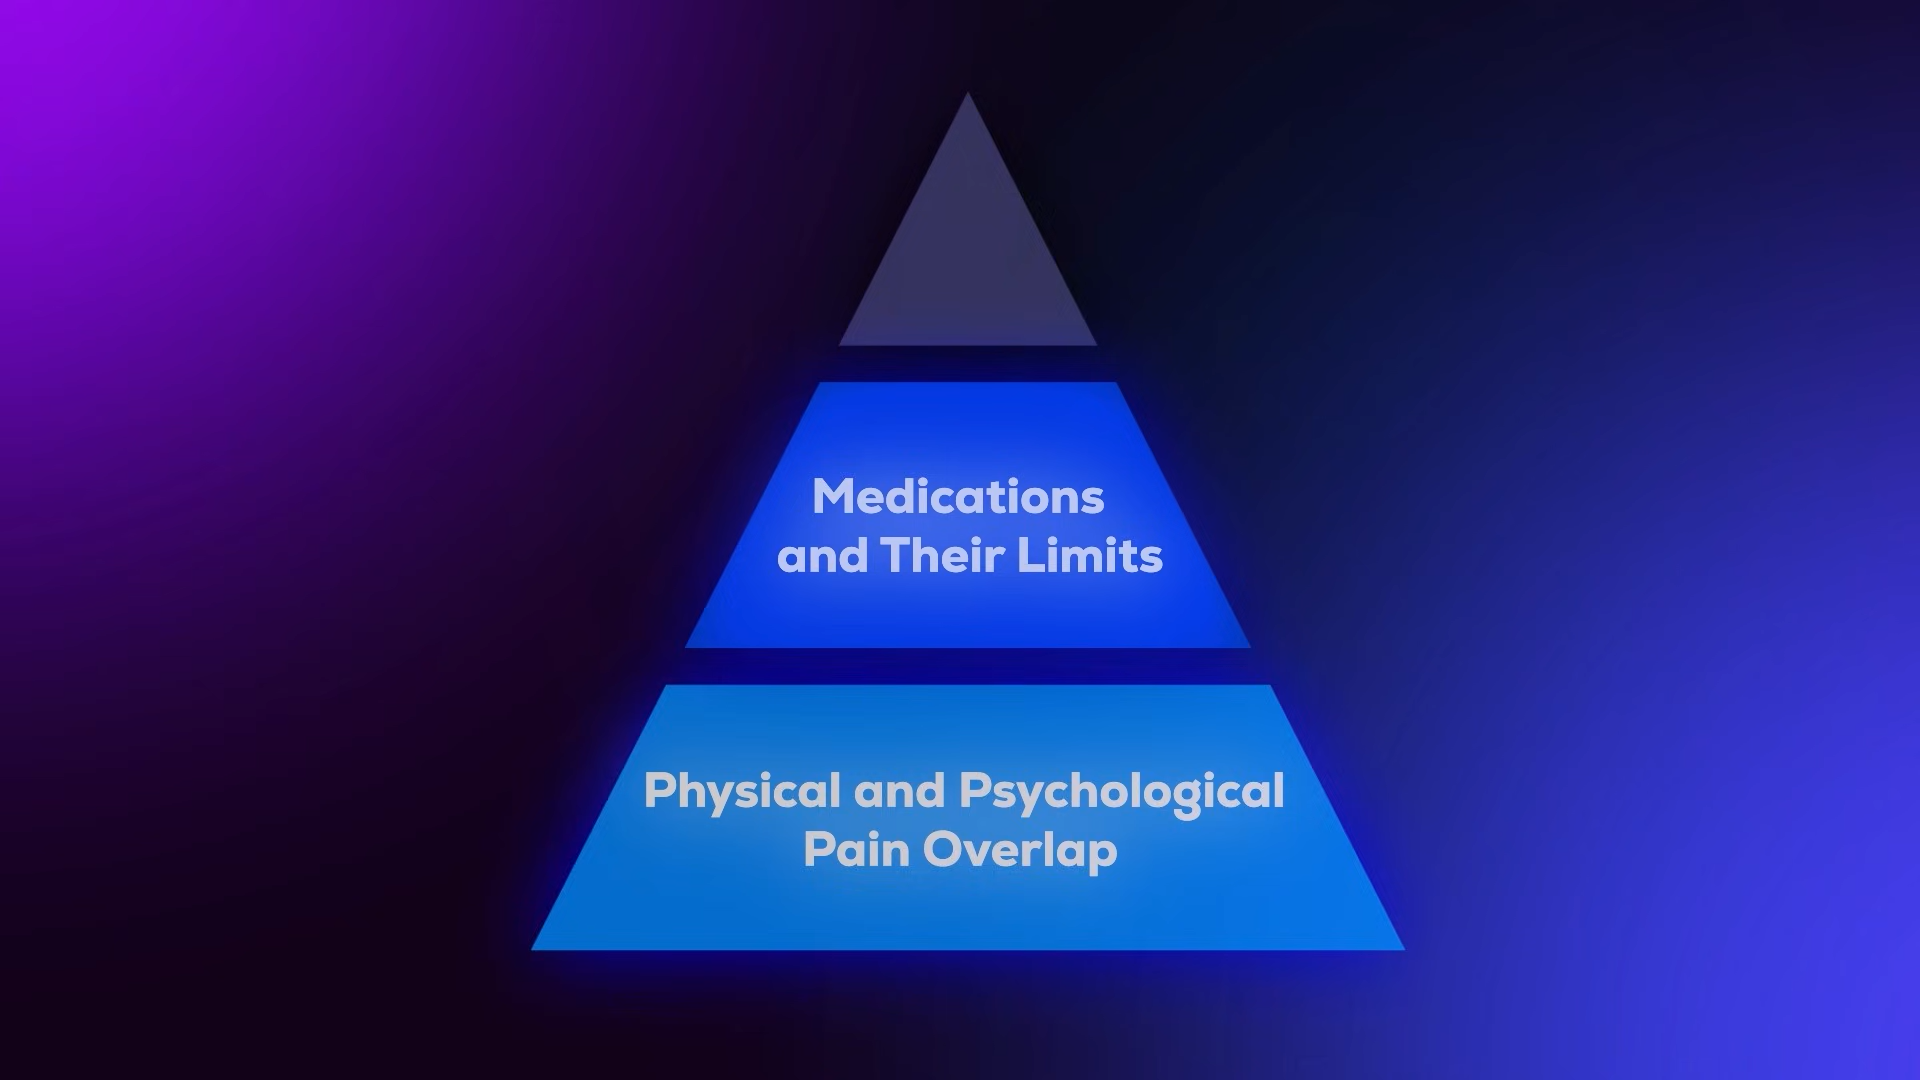 Medications
and Their Limits
Physical and Psychological
Pain Overlap